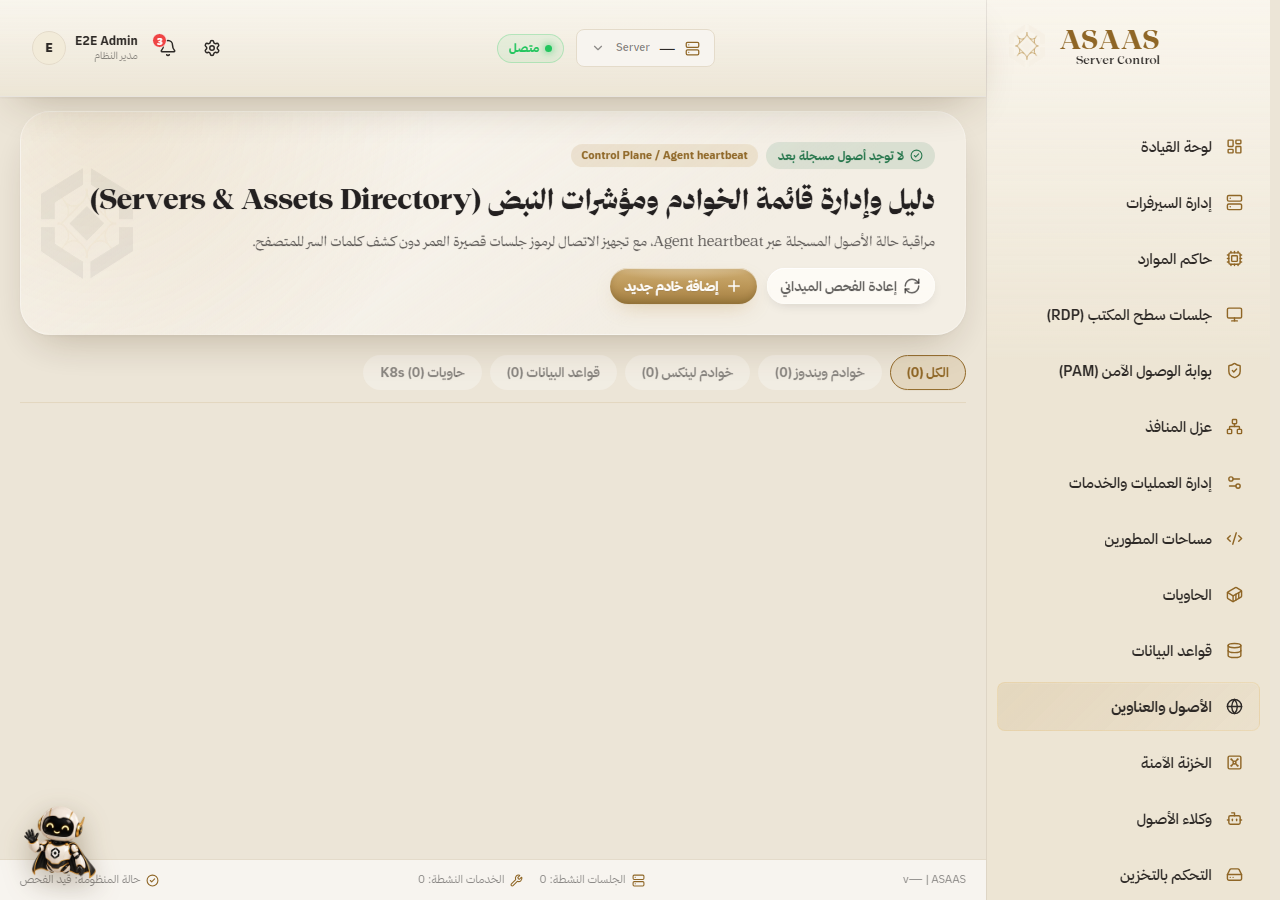 ASAAS
Server Control
لوحة القيادة
إدارة السيرفرات
حاكم الموارد
جلسات سطح المكتب (RDP)
بوابة الوصول الآمن (PAM)
عزل المنافذ
إدارة العمليات والخدمات
مساحات المطورين
الحاويات
قواعد البيانات
الأصول والعناوين
الخزنة الآمنة
وكلاء الأصول
التحكم بالتخزين
— Server
متصل
3
E2E Admin
مدير النظام
E
لا توجد أصول مسجلة بعد
Control Plane / Agent heartbeat
دليل وإدارة قائمة الخوادم ومؤشرات النبض (Servers & Assets Directory)
مراقبة حالة الأصول المسجلة عبر Agent heartbeat، مع تجهيز الاتصال لرموز جلسات قصيرة العمر دون كشف كلمات السر للمتصفح.
إعادة الفحص الميداني
إضافة خادم جديد
الكل (0)
خوادم ويندوز (0)
خوادم لينكس (0)
قواعد البيانات (0)
حاويات K8s (0)
ASAAS | v—
الجلسات النشطة: 0
الخدمات النشطة: 0
حالة المنظومة: قيد الفحص